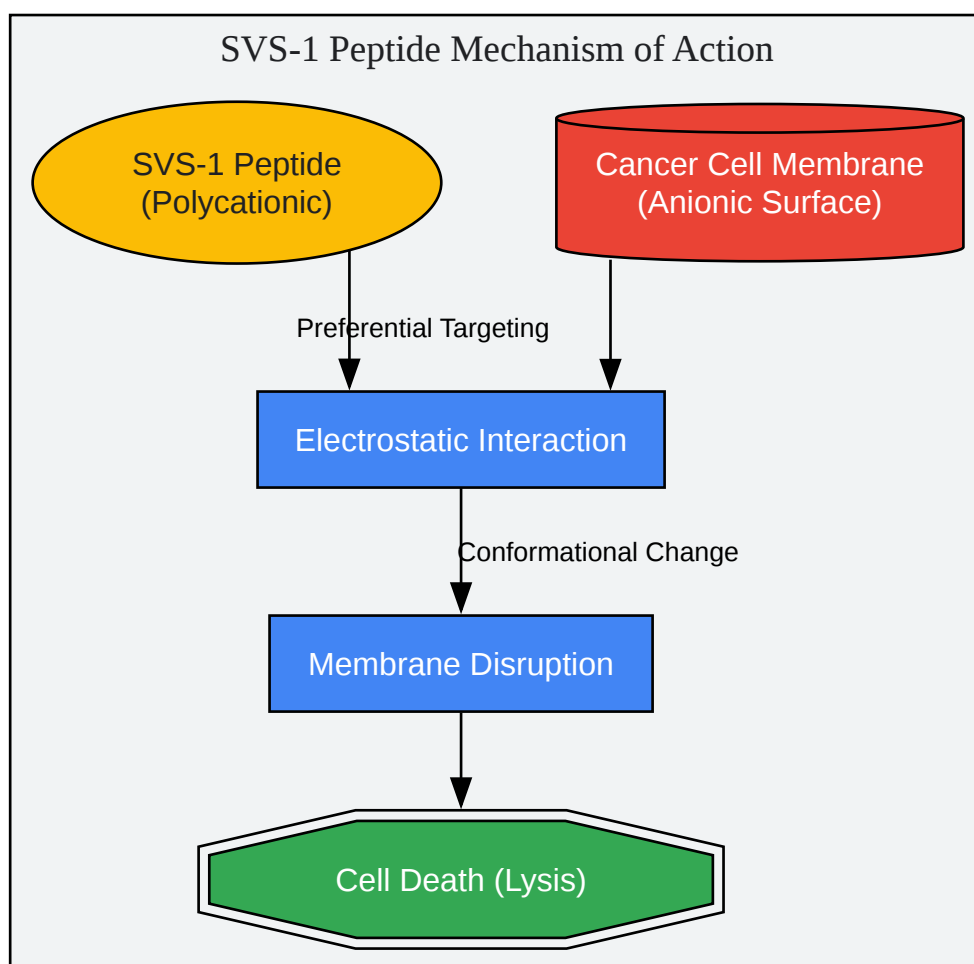 SVS-1 Peptide Mechanism of Action
SVS-1 Peptide
(Polycationic)
Cancer Cell Membrane
(Anionic Surface)
Preferential Targeting
Electrostatic Interaction
Conformational Change
Membrane Disruption
Cell Death (Lysis)